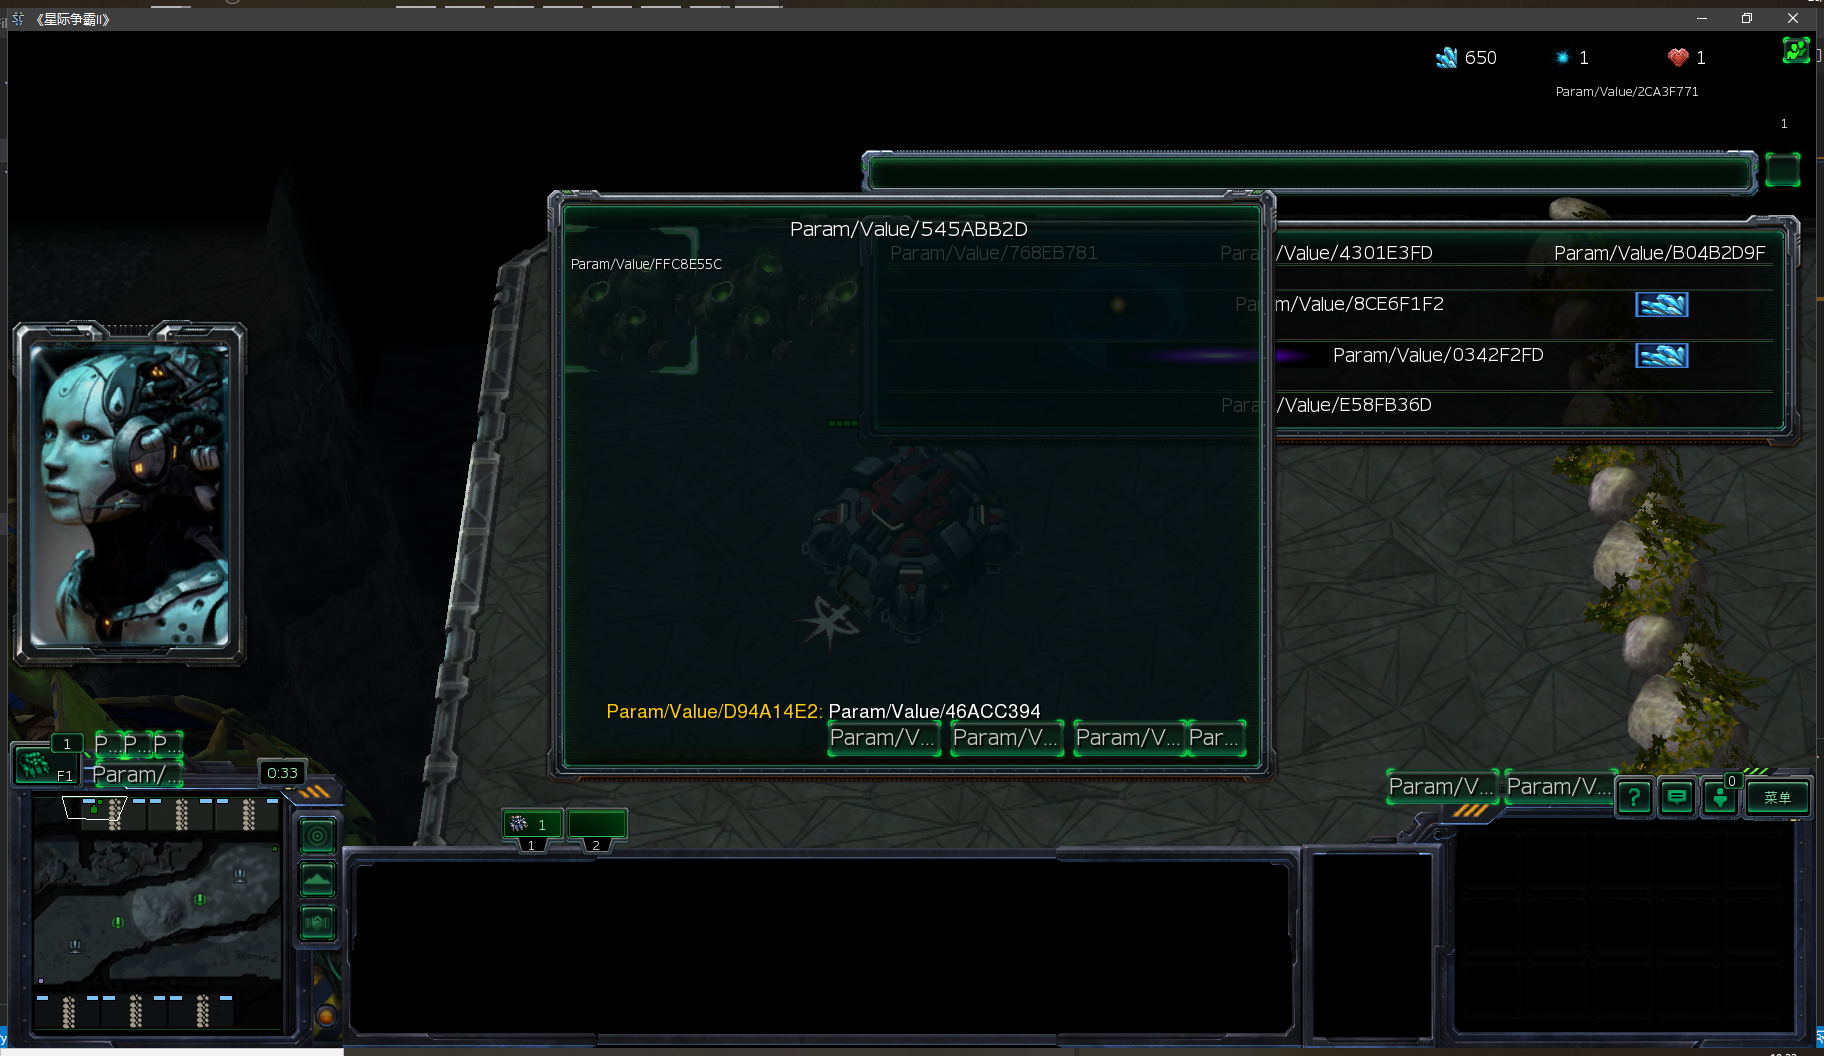 《星际争霸II》
650
1
1
Param/Value/2CA3F771
1
Param/Value/545ABB2D
Param/Value/FFC8E55C
Param/Value/768EB781
Param/Value/4301E3FD
Param/Value/B04B2D9F
Param/Value/8CE6F1F2
Param/Value/0342F2FD
Param/Value/E58FB36D
Param/Value/D94A14E2: Param/Value/46ACC394
Param/V...
Param/V...
Param/V...
Par...
1
F1
P...
P...
P...
Param/...
0:33
1
1
2
Param/V...
Param/V...
?
0
菜单